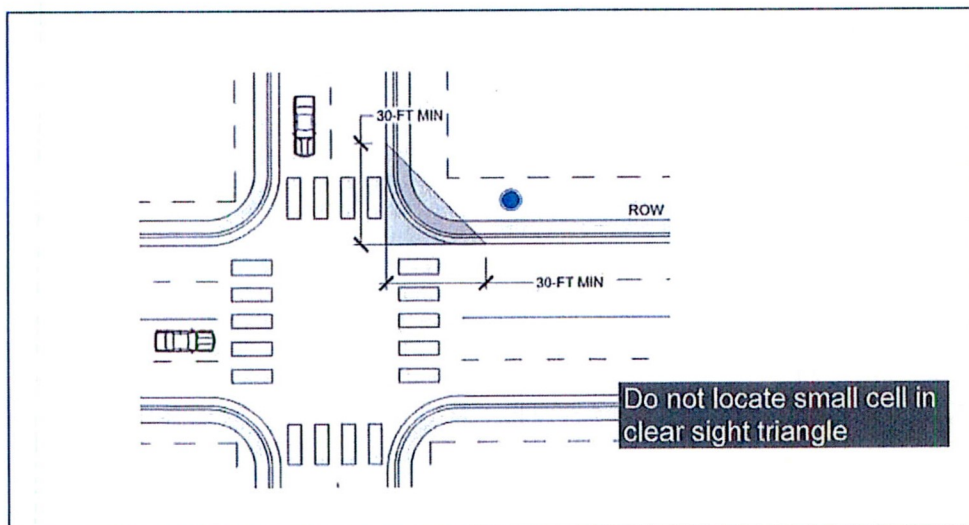 30-FT MIN
ROW
30-FT MIN
Do not locate small cell in
clear sight triangle